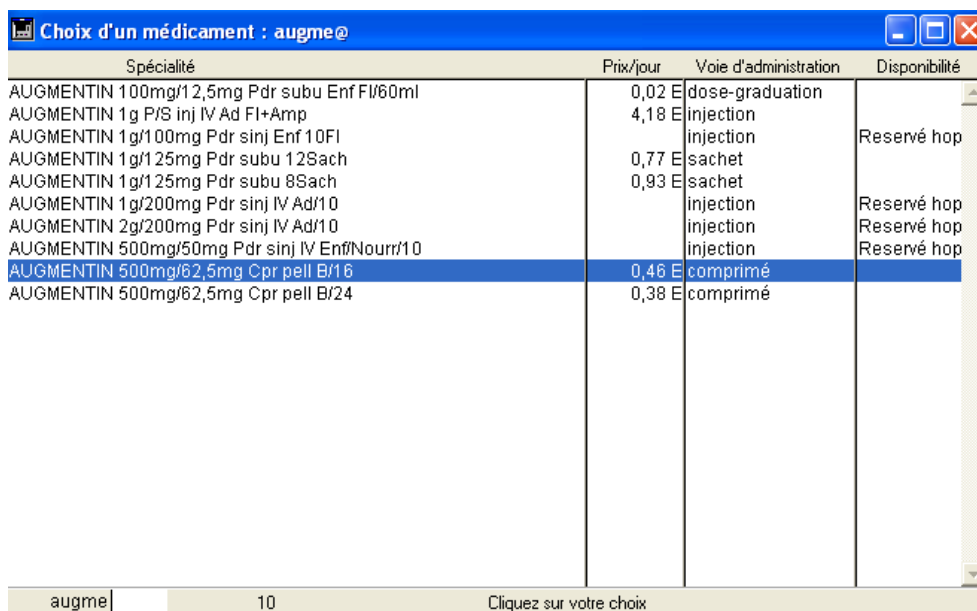 Choix d'un médicament : augme@
Spécialité Prix/jour Voie d'administration Disponibilité
AUGMENTIN 100mg/12,5mg Pdr subu Enf Fl/60ml 0,02 E dose-graduation
AUGMENTIN 1g P/S inj IV Ad Fl+Amp 4,18 E injection
AUGMENTIN 1g/100mg Pdr sinj Enf 10Fl injection Reservé hop
AUGMENTIN 1g/125mg Pdr subu 12Sach 0,77 E sachet
AUGMENTIN 1g/125mg Pdr subu 8Sach 0,93 E sachet
AUGMENTIN 1g/200mg Pdr sinj IV Ad/10 injection Reservé hop
AUGMENTIN 2g/200mg Pdr sinj IV Ad/10 injection Reservé hop
AUGMENTIN 500mg/50mg Pdr sinj IV Enf/Nourr/10 injection Reservé hop
AUGMENTIN 500mg/62,5mg Cpr pell B/16 0,46 E comprimé
AUGMENTIN 500mg/62,5mg Cpr pell B/24 0,38 E comprimé
augme 10 Cliquez sur votre choix